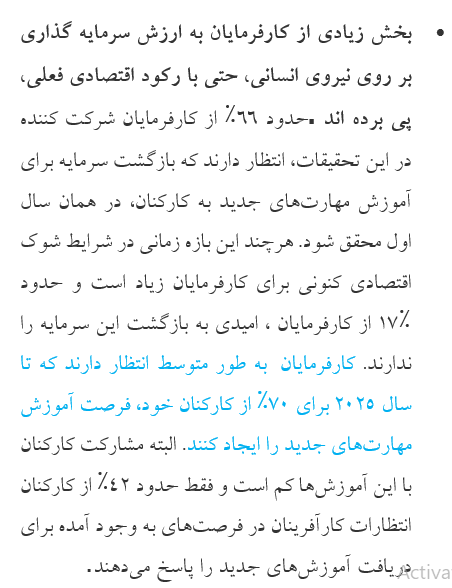 • بخش زیادی از کارفرمایان به ارزش سرمایه گذاری
بر روی نیروی انسانی، حتی با رکود اقتصادی فعلی،
پی برده اند .حدود ۶۶٪ از کارفرمایان شرکت کننده
در این تحقیقات، انتظار دارند که بازگشت سرمایه برای
آموزش مهارت‌های جدید به کارکنان، در همان سال
اول محقق شود. هرچند این بازه زمانی در شرایط شوک
اقتصادی کنونی برای کارفرمایان زیاد است و حدود
۱۷٪ از کارفرمایان ، امیدی به بازگشت این سرمایه را
ندارند. کارفرمایان به طور متوسط انتظار دارند که تا
سال ۲۰۲۵ برای ۷۰٪ از کارکنان خود، فرصت آموزش
مهارت‌های جدید را ایجاد کنند. البته مشارکت کارکنان
با این آموزش‌ها کم است و فقط حدود ۴۲٪ از کارکنان
انتظارات کارآفرینان در فرصت‌های به وجود آمده برای
دریافت آموزش‌های جدید را پاسخ می‌دهند.
Activa